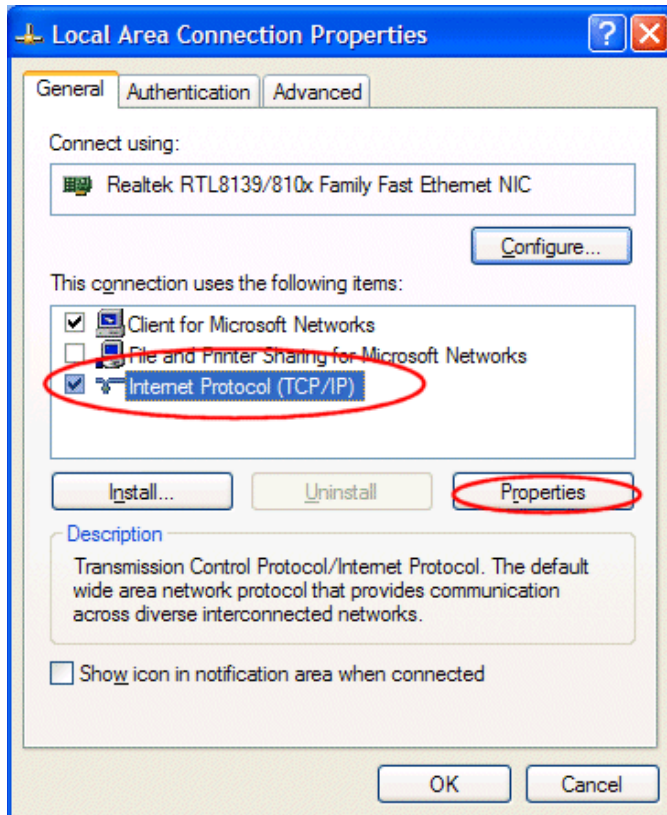 Local Area Connection Properties
General Authentication Advanced
Connect using:
Realtek RTL8139/810x Family Fast Ethernet NIC
Configure...
This connection uses the following items:
Client for Microsoft Networks
File and Printer Sharing for Microsoft Networks
Internet Protocol (TCP/IP)
Install... Uninstall Properties
Description
Transmission Control Protocol/Internet Protocol. The default
wide area network protocol that provides communication
across diverse interconnected networks.
Show icon in notification area when connected
OK Cancel